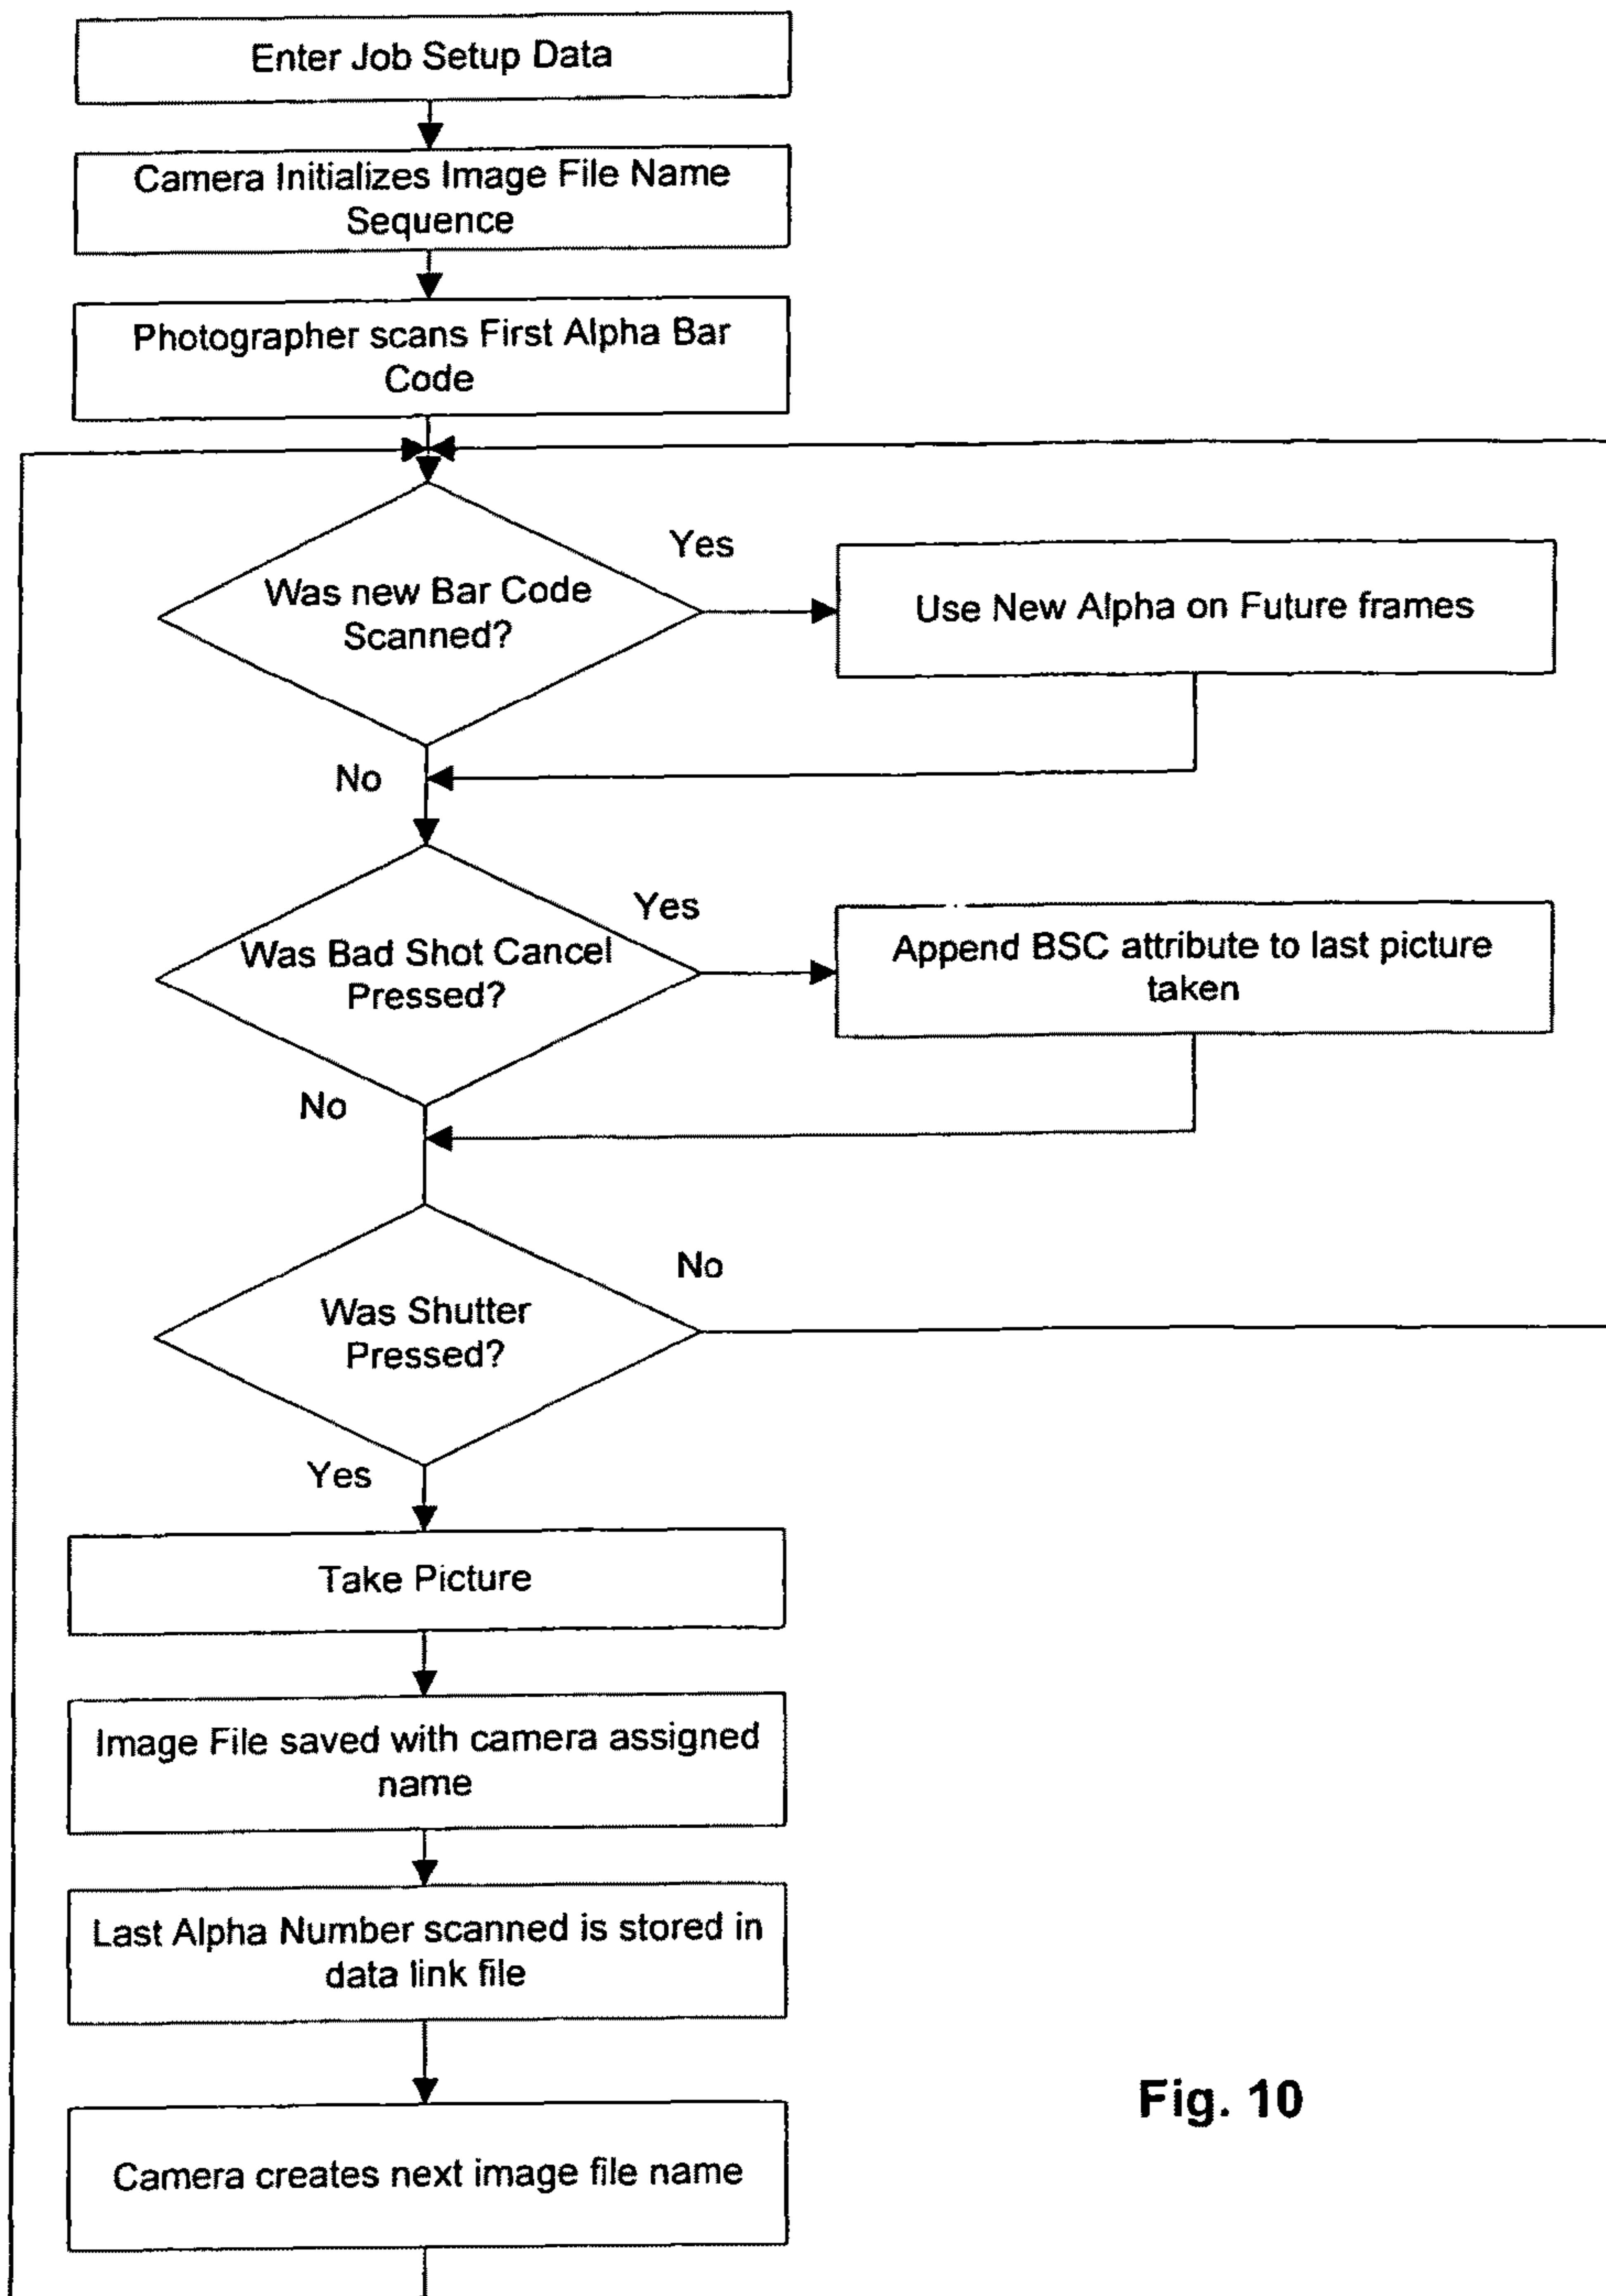 Enter Job Setup Data
Camera Initializes Image File Name
Sequence
Photographer scans First Alpha Bar
Code
Was new Bar Code
Scanned?
Yes
Use New Alpha on Future frames
No
Was Bad Shot Cancel
Pressed?
Yes
Append BSC attribute to last picture
taken
No
Was Shutter
Pressed?
No
Yes
Take Picture
Image File saved with camera assigned
name
Last Alpha Number scanned is stored in
data link file
Camera creates next image file name
Fig. 10